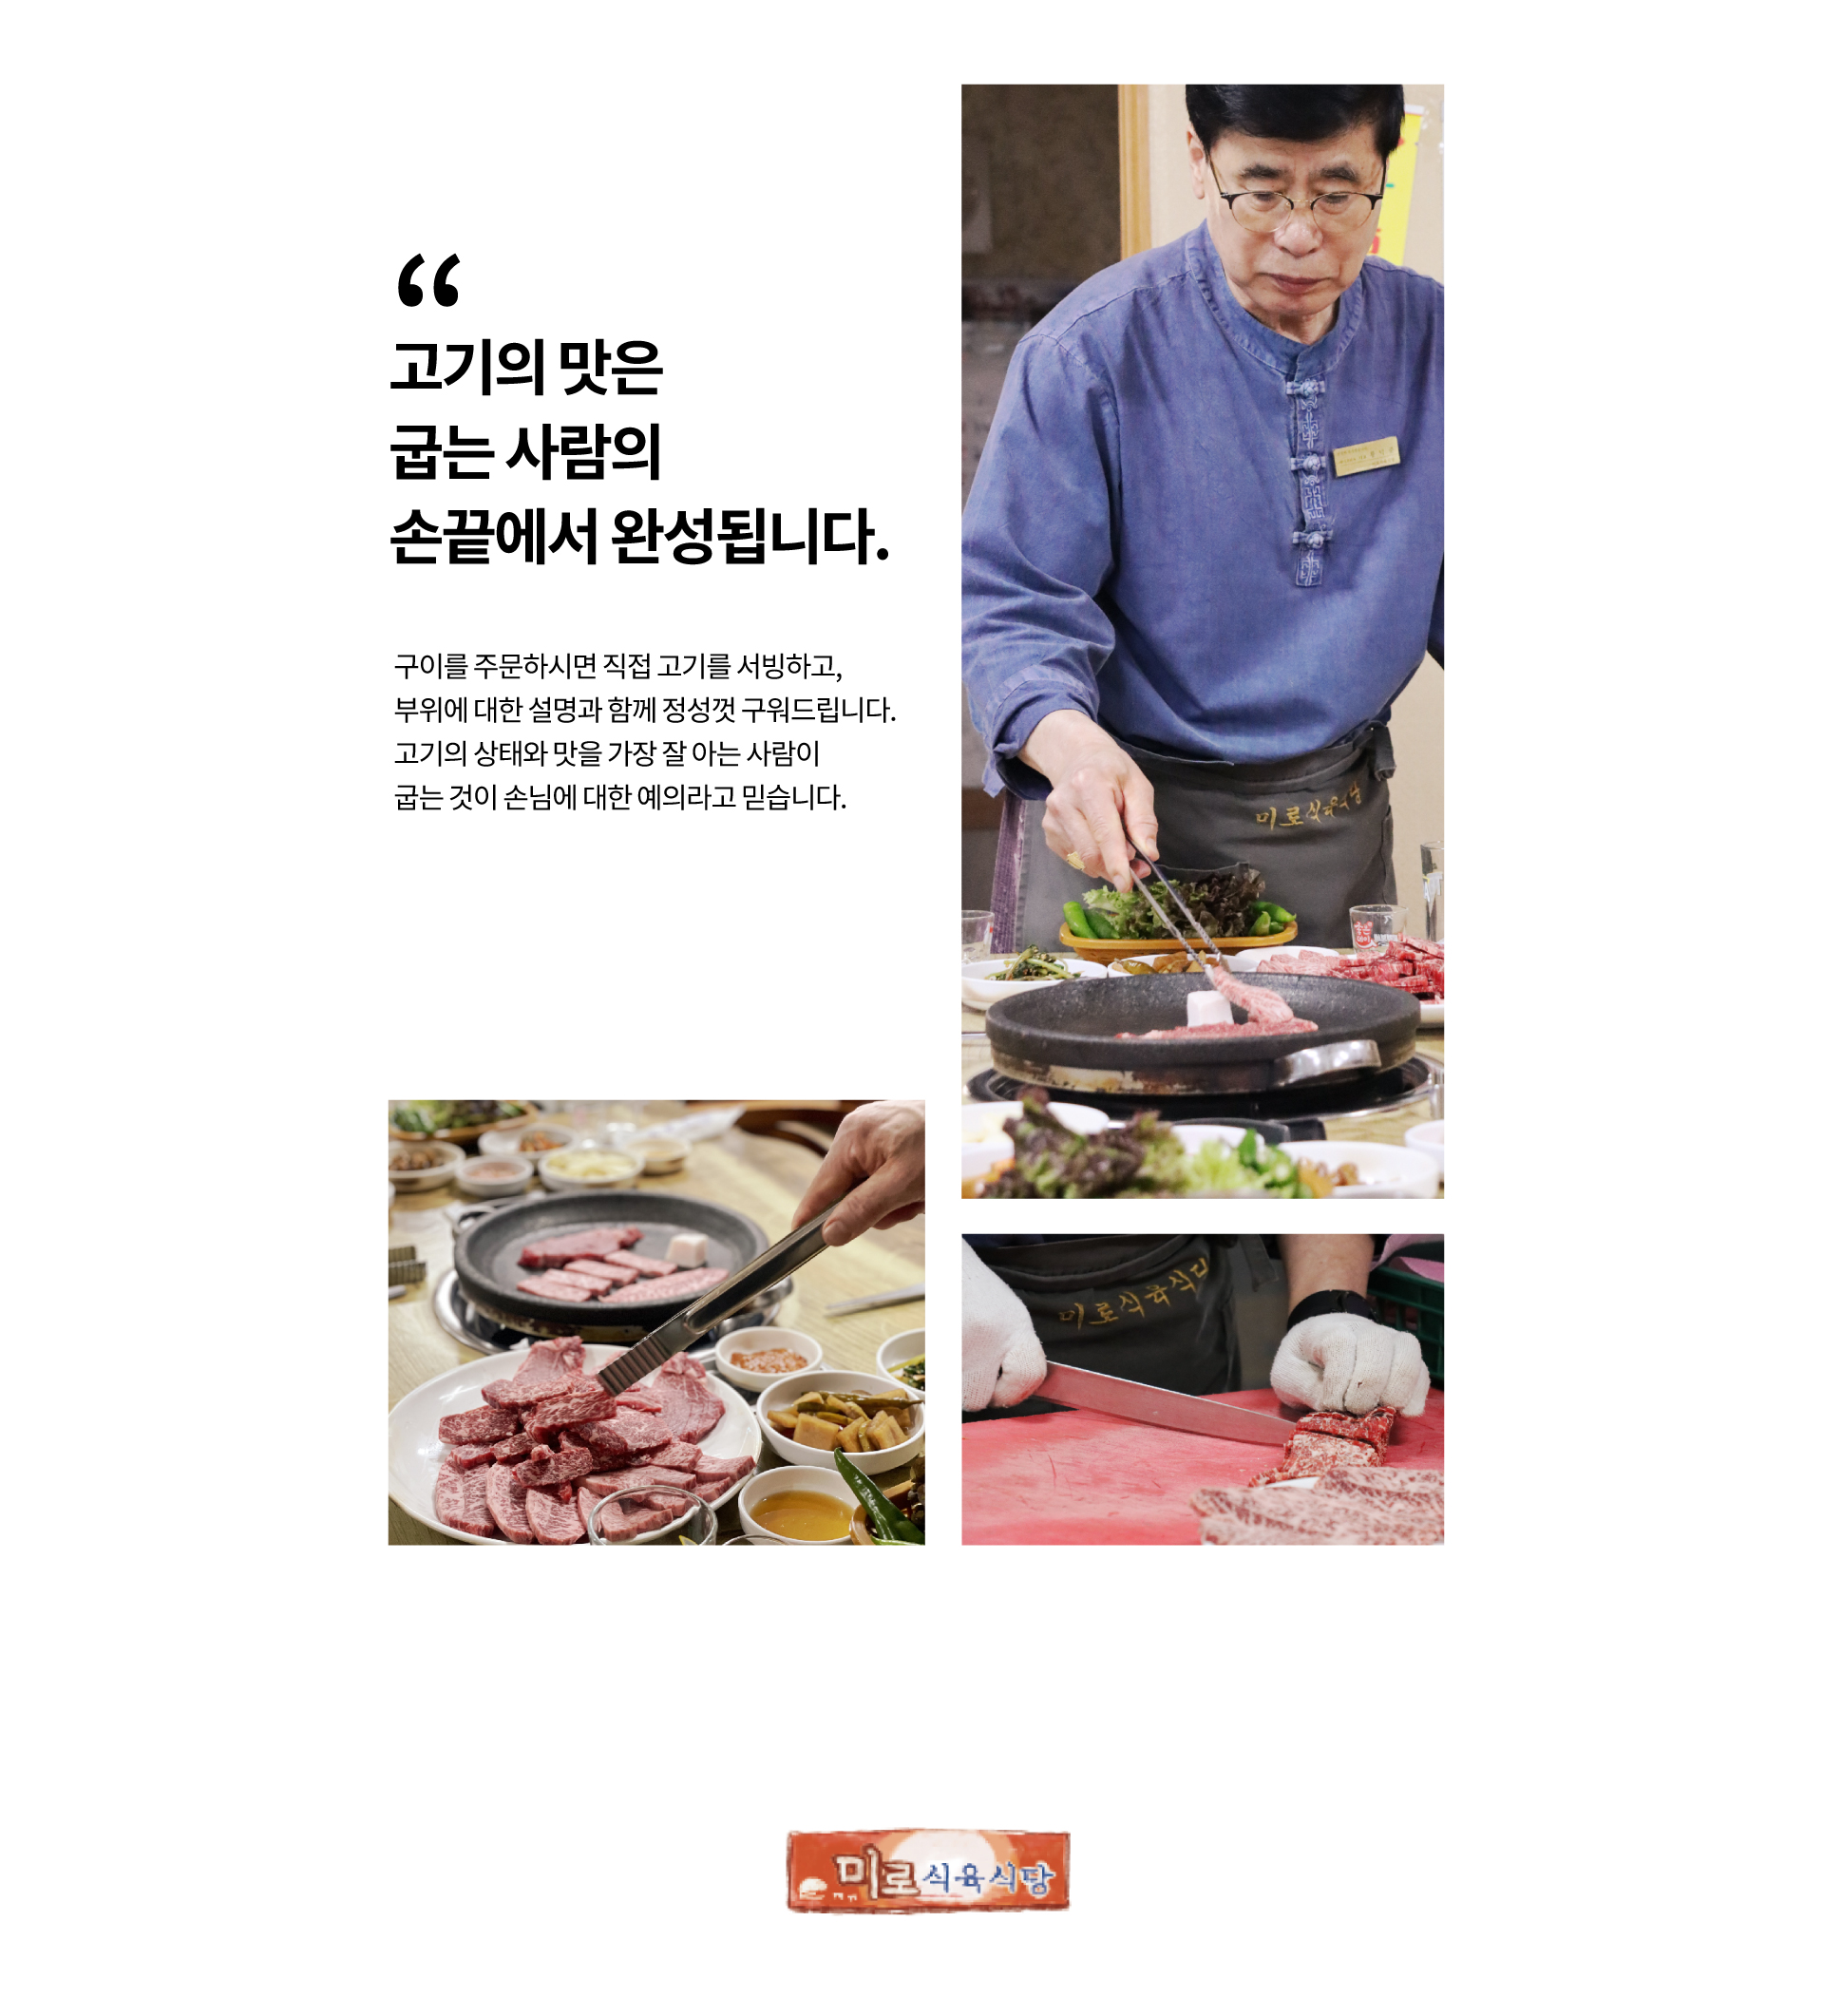 “
고기의 맛은
굽는 사람의
손끝에서 완성됩니다.
구이를 주문하시면 직접 고기를 서빙하고,
부위에 대한 설명과 함께 정성껏 구워드립니다.
고기의 상태와 맛을 가장 잘 아는 사람이
굽는 것이 손님에 대한 예의라고 믿습니다.
미로식육식당
미로식육식
미로식육식당